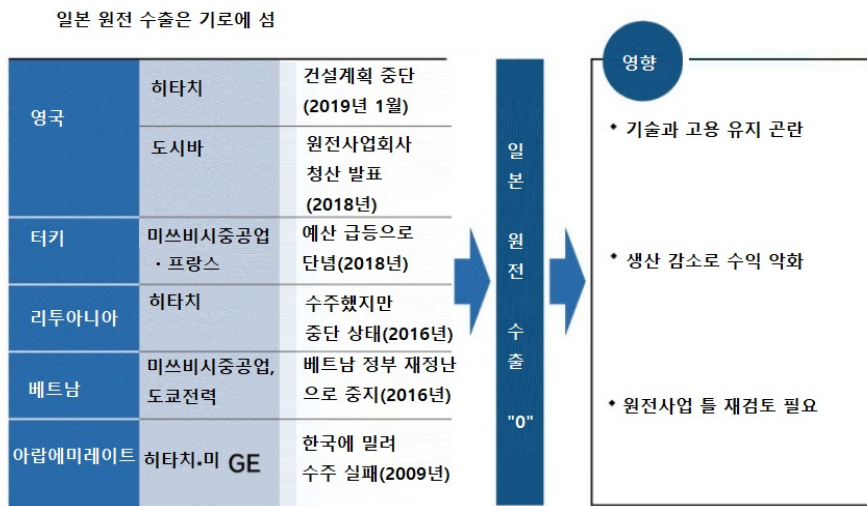 일본 원전 수출은 기로에 섬
영국
히타치
건설계획 중단
(2019년 1월)
도시바
원전사업회사
청산 발표
(2018년)
터키
미쓰비시중공업
· 프랑스
예산 급등으로
단념(2018년)
리투아니아
히타치
수주했지만
중단 상태(2016년)
베트남
미쓰비시중공업,
도쿄전력
베트남 정부 재정난
으로 중지(2016년)
아랍에미레이트
히타치·미 GE
한국에 밀려
수주 실패(2009년)
일본 원전 수출 "0"
영향
• 기술과 고용 유지 곤란
• 생산 감소로 수익 악화
• 원전사업 틀 재검토 필요